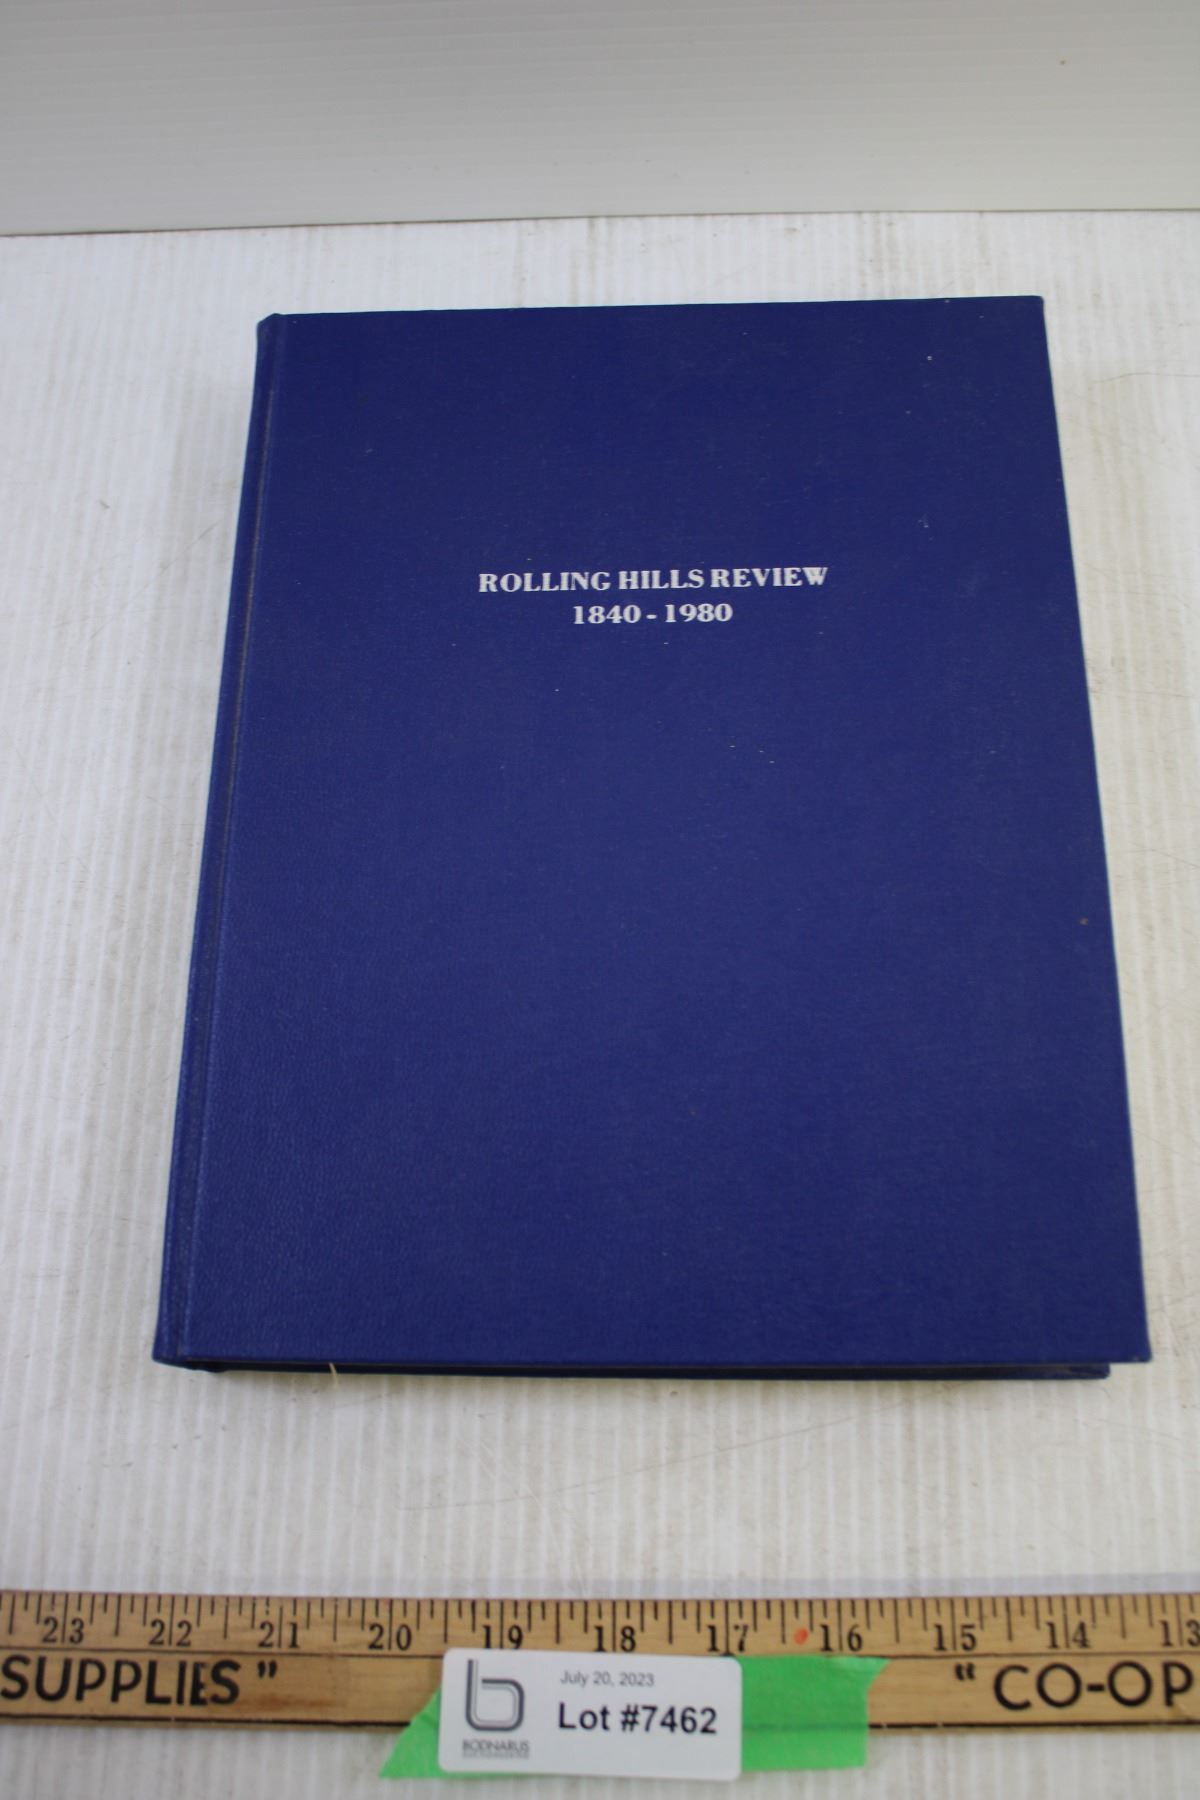 ROLLING HILLS REVIEW
1840 - 1980
23 22 21 20 19 18 17 16 15 14 13
SUPPLIES " " CO-OP
July 20, 2023
Lot #7462
BODNARUS